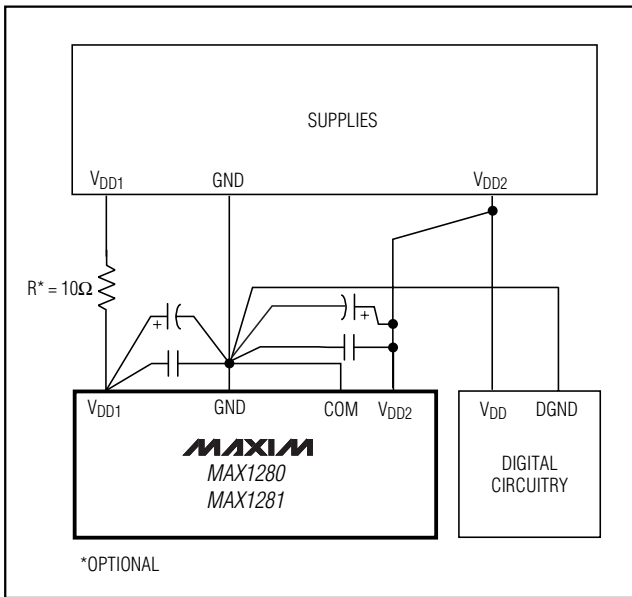 SUPPLIES
VDD1 GND VDD2
R* = 10Ω
+ +
VDD1 GND COM VDD2 VDD DGND
MAXIM
MAX1280
MAX1281
DIGITAL
CIRCUITRY
*OPTIONAL